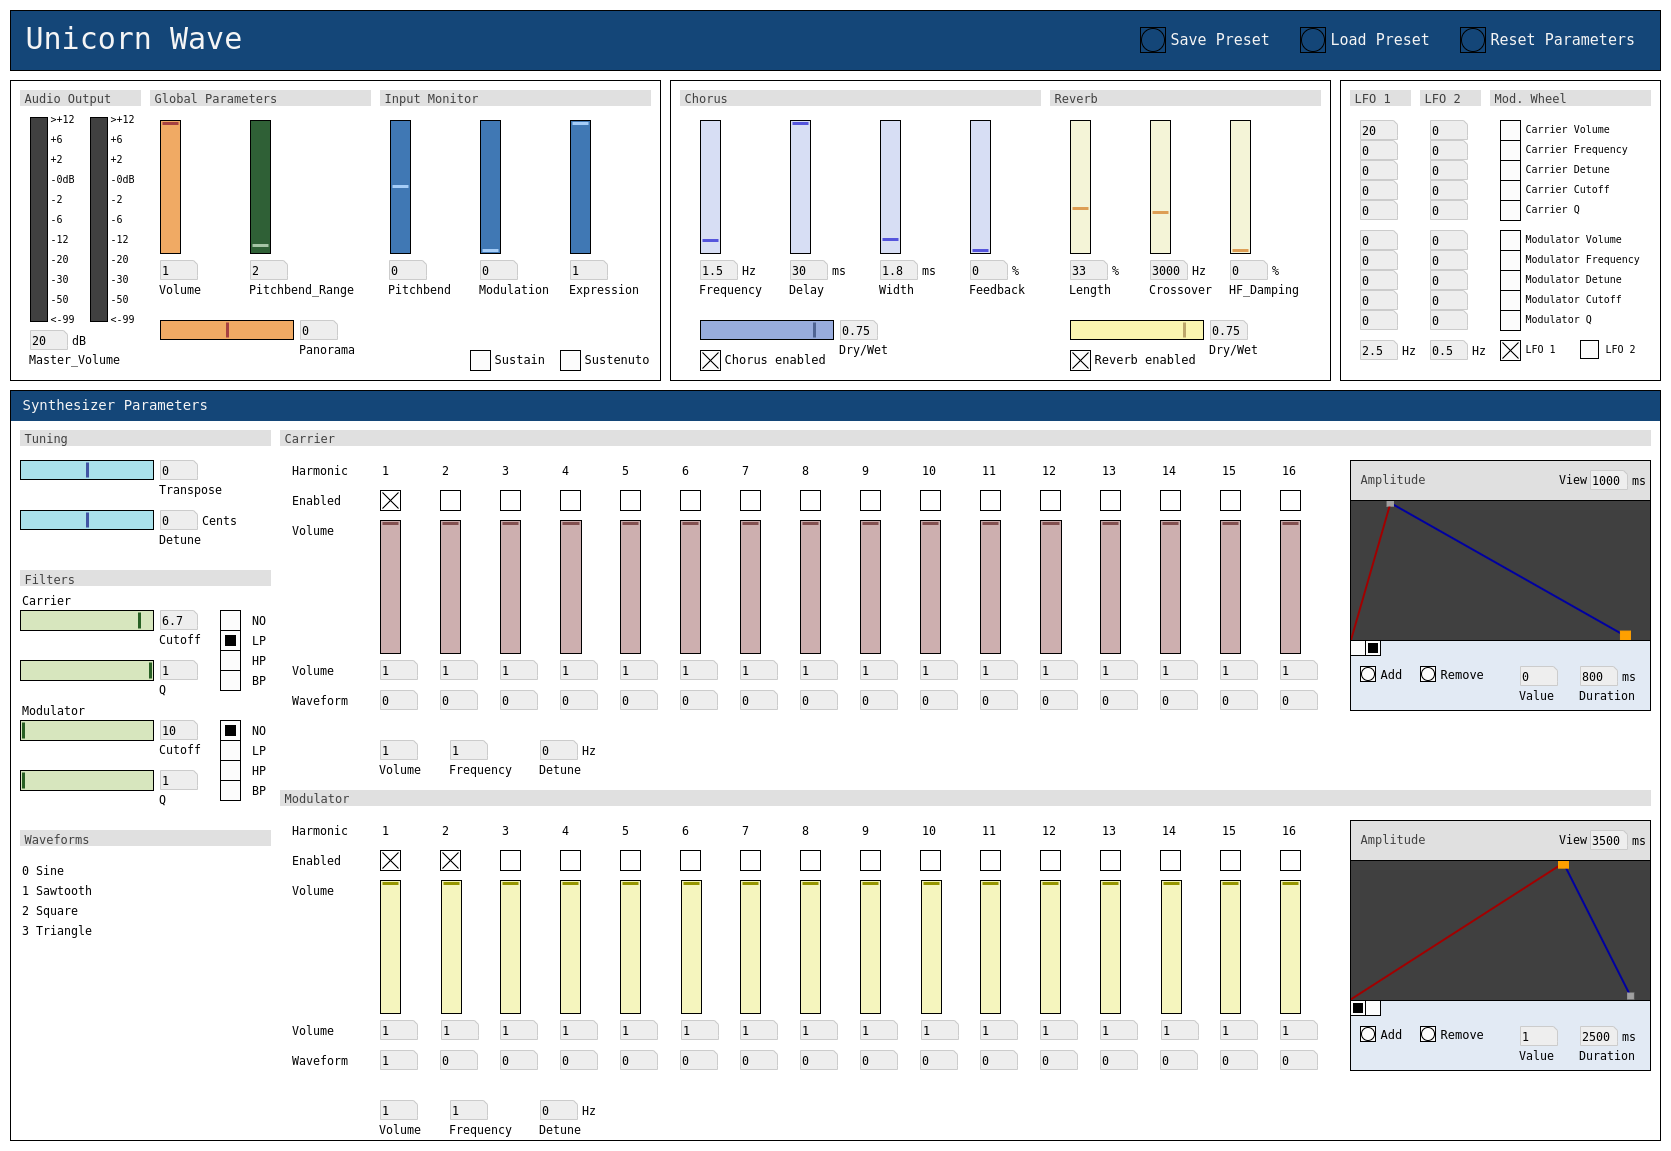 Unicorn Wave
Save Preset Load Preset Reset Parameters
Audio Output
>+12 >+12
+6 +6
+2 +2
-0dB -0dB
-2 -2
-6 -6
-12 -12
-20 -20
-30 -30
-50 -50
<-99 <-99
20 dB
Master_Volume
Global Parameters
1 2
Volume Pitchbend_Range
0
Panorama
Input Monitor
0 0 1
Pitchbend Modulation Expression
Sustain Sustenuto
Chorus
1.5 Hz 30 ms 1.8 ms 0 %
Frequency Delay Width Feedback
0.75
Dry/Wet
Chorus enabled
Reverb
33 % 3000 Hz 0 %
Length Crossover HF_Damping
0.75
Dry/Wet
Reverb enabled
LFO 1 LFO 2 Mod. Wheel
20 0 Carrier Volume
0 0 Carrier Frequency
0 0 Carrier Detune
0 0 Carrier Cutoff
0 0 Carrier Q
0 0 Modulator Volume
0 0 Modulator Frequency
0 0 Modulator Detune
0 0 Modulator Cutoff
0 0 Modulator Q
2.5 Hz 0.5 Hz LFO 1 LFO 2
Synthesizer Parameters
Tuning
0
Transpose
0 Cents
Detune
Filters
Carrier
6.7 NO
Cutoff LP
1 HP
Q BP
Modulator
10 NO
Cutoff LP
1 HP
Q BP
Waveforms
0 Sine
1 Sawtooth
2 Square
3 Triangle
Carrier
Harmonic 1 2 3 4 5 6 7 8 9 10 11 12 13 14 15 16
Enabled
Volume
Volume 1 1 1 1 1 1 1 1 1 1 1 1 1 1 1 1
Waveform 0 0 0 0 0 0 0 0 0 0 0 0 0 0 0 0
1 1 0 Hz
Volume Frequency Detune
Amplitude View 1000 ms
Add Remove 0 800 ms
Value Duration
Modulator
Harmonic 1 2 3 4 5 6 7 8 9 10 11 12 13 14 15 16
Enabled
Volume
Volume 1 1 1 1 1 1 1 1 1 1 1 1 1 1 1 1
Waveform 1 0 0 0 0 0 0 0 0 0 0 0 0 0 0 0
1 1 0 Hz
Volume Frequency Detune
Amplitude View 3500 ms
Add Remove 1 2500 ms
Value Duration